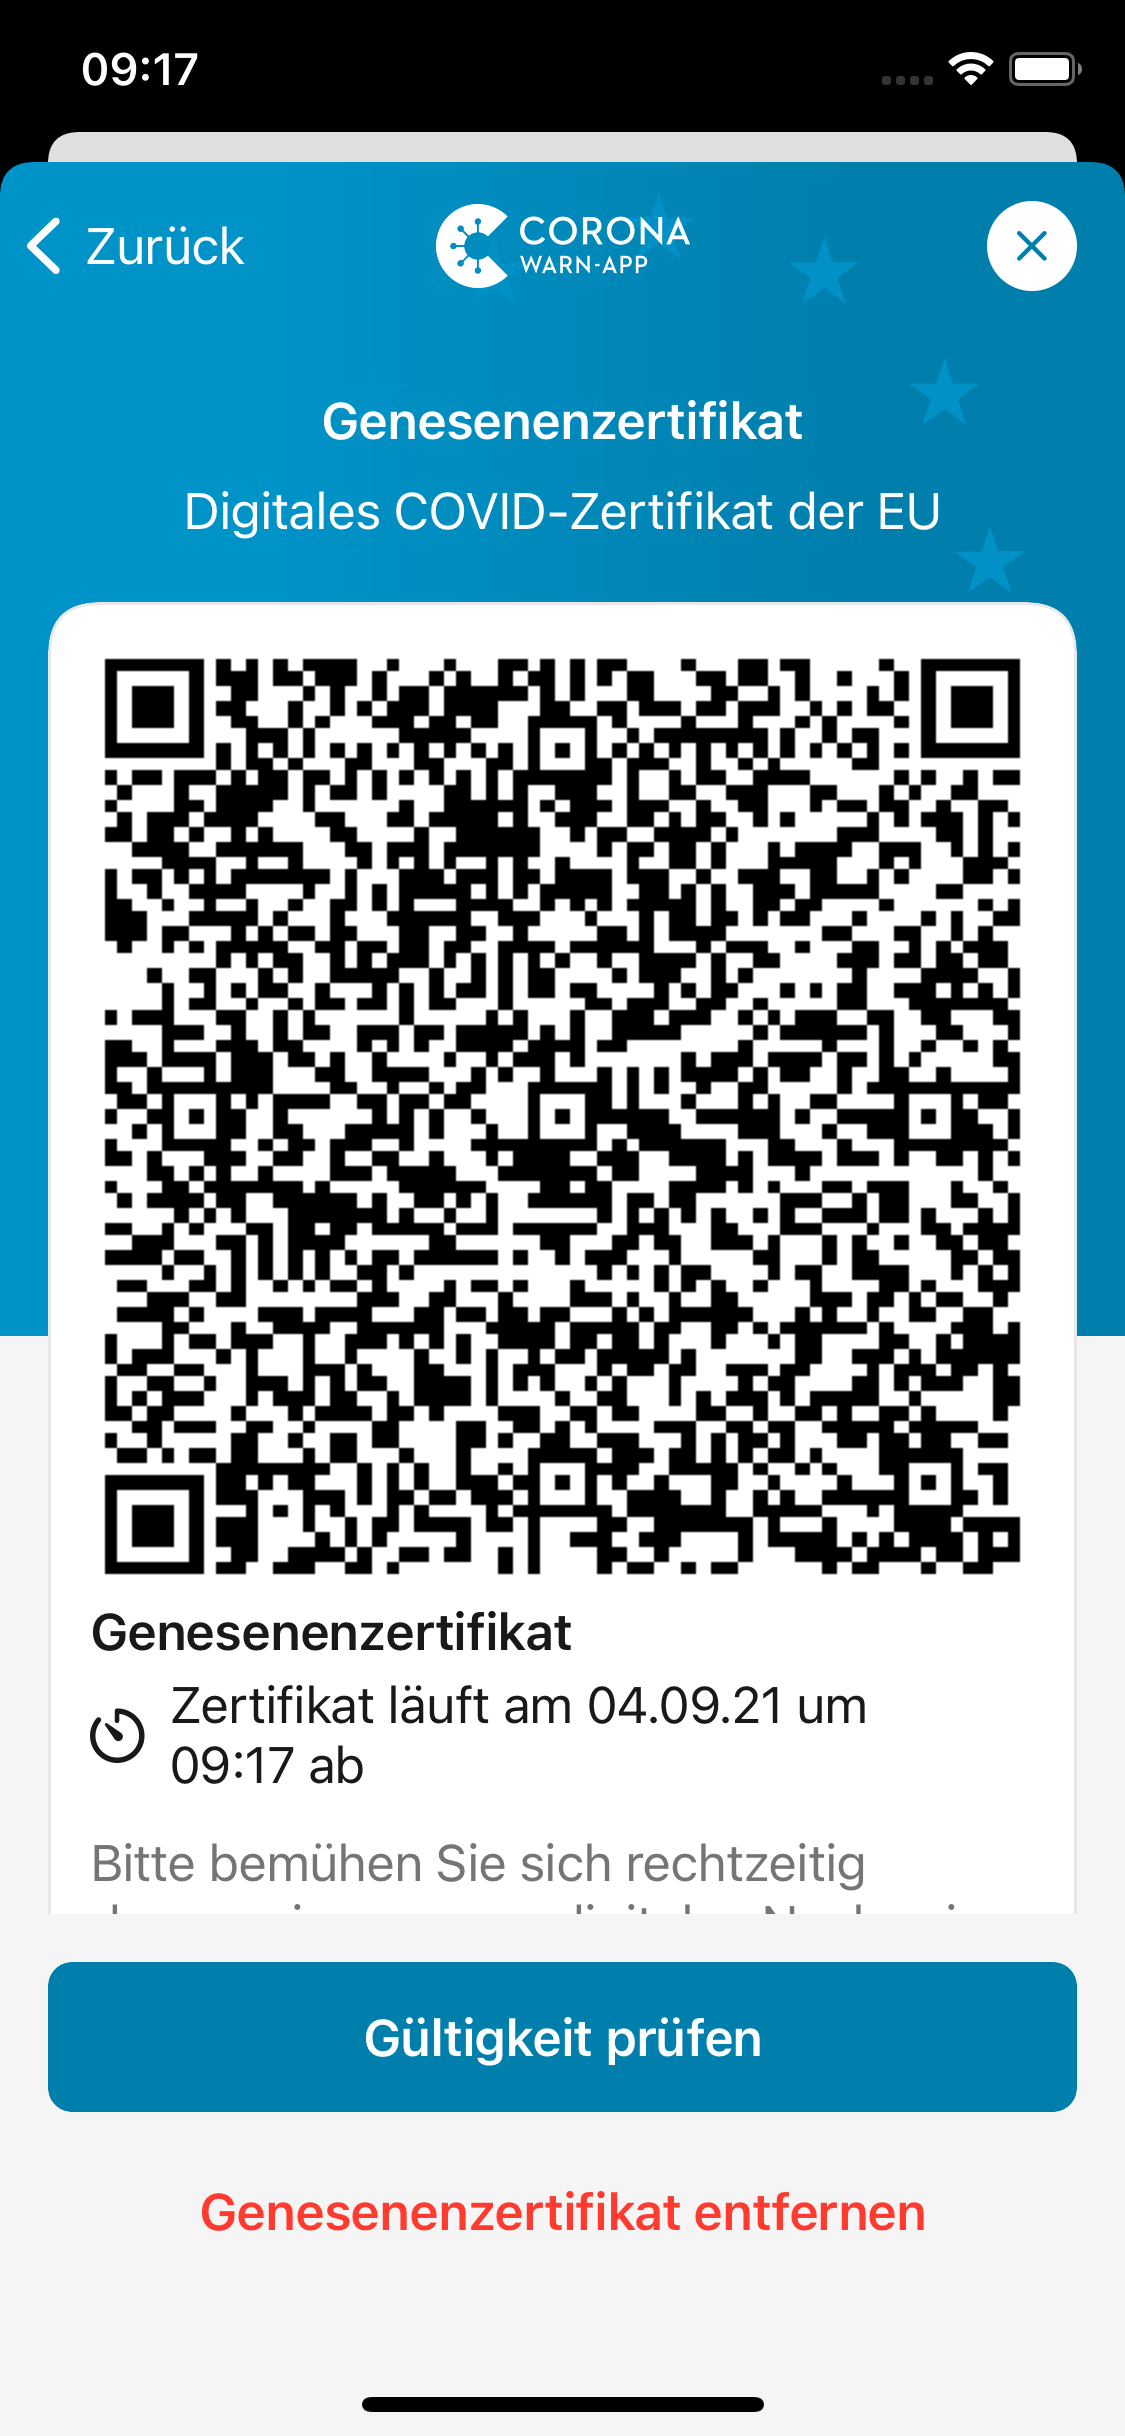 09:17
Zurück
CORONA
WARN-APP
Genesenenzertifikat
Digitales COVID-Zertifikat der EU
Genesenenzertifikat
Zertifikat läuft am 04.09.21 um
09:17 ab
Bitte bemühen Sie sich rechtzeitig
Gültigkeit prüfen
Genesenenzertifikat entfernen